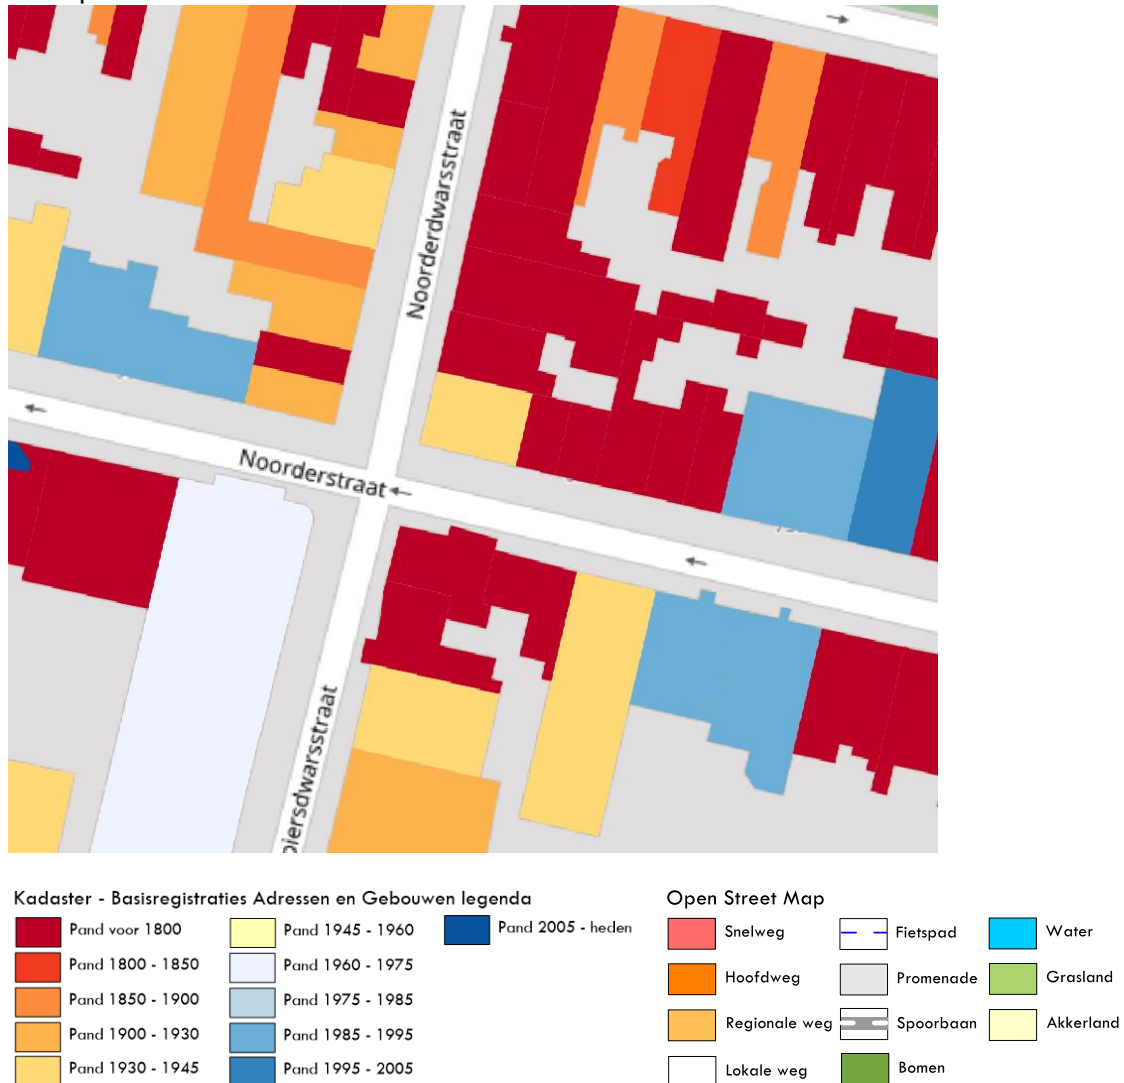 Noorderdwarsstraat
Noorderstraat
piersdwarsstraat
Kadaster - Basisregistraties Adressen en Gebouwen legenda
Pand voor 1800
Pand 1800 - 1850
Pand 1850 - 1900
Pand 1900 - 1930
Pand 1930 - 1945
Pand 1945 - 1960
Pand 1960 - 1975
Pand 1975 - 1985
Pand 1985 - 1995
Pand 1995 - 2005
Pand 2005 - heden
Open Street Map
Snelweg
Hoofdweg
Regionale weg
Lokale weg
Fietspad
Promenade
Spoorbaan
Bomen
Water
Grasland
Akkerland